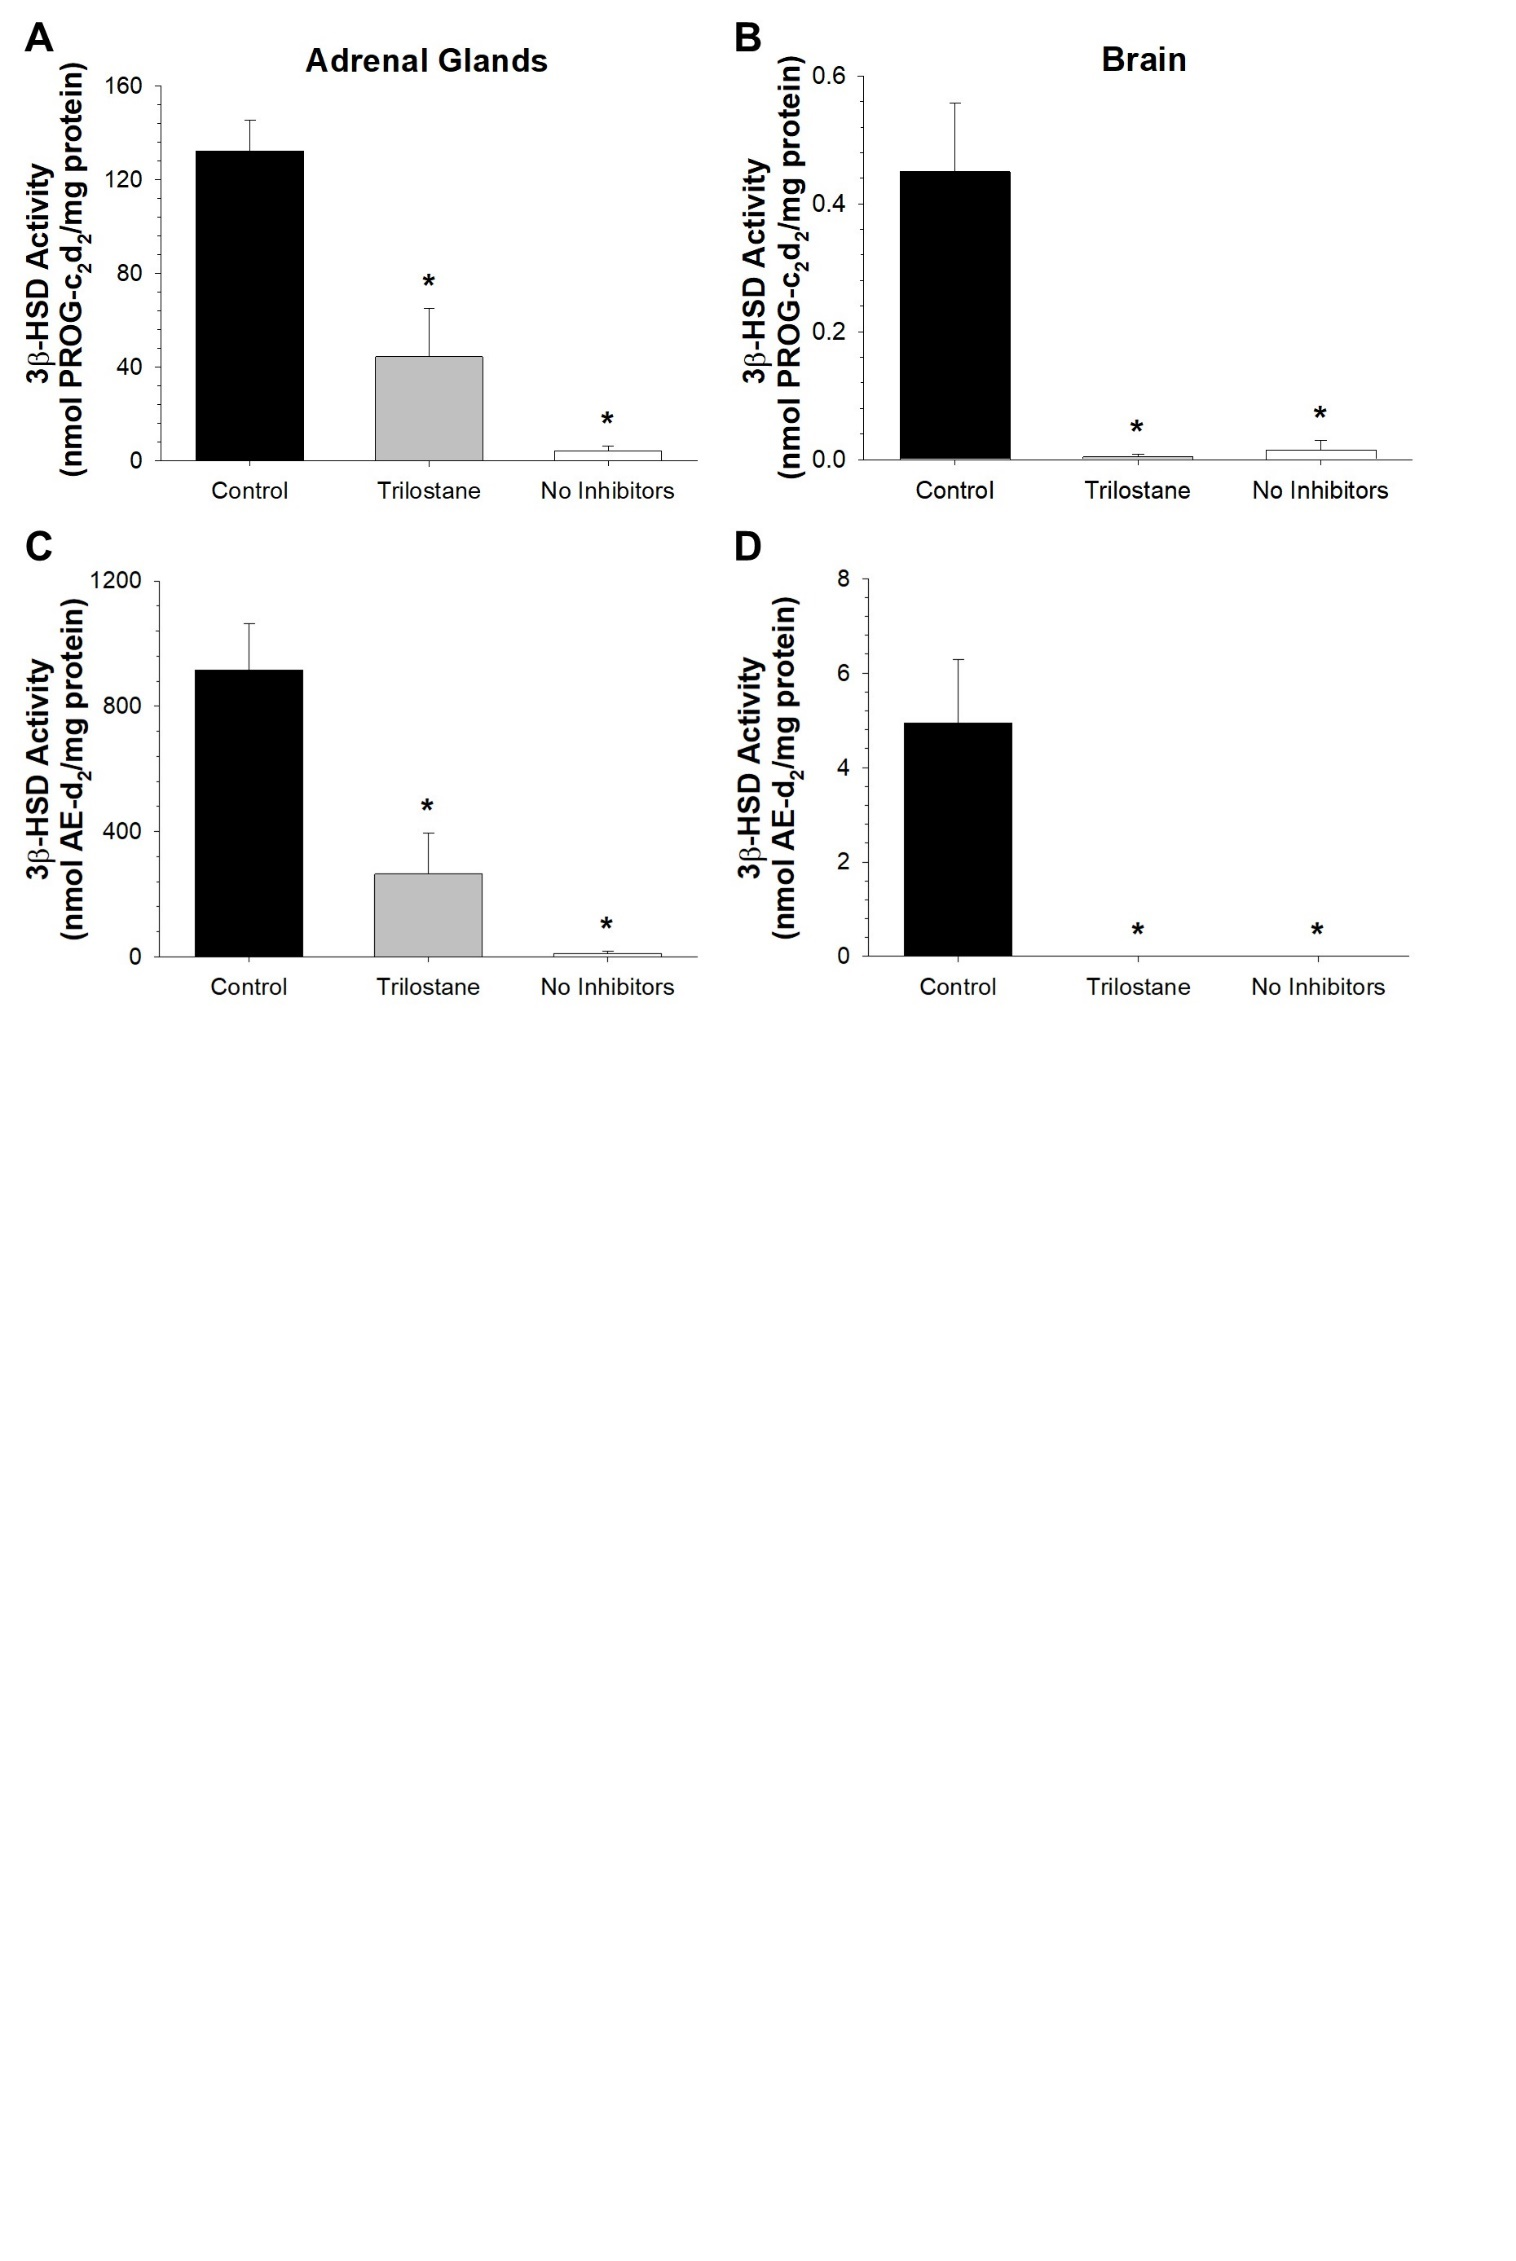 A
Adrenal Glands
3β-HSD Activity
(nmol PROG-c2d2/mg protein)
160
120
80
40
0
*
*
Control Trilostane No Inhibitors
B
Brain
3β-HSD Activity
(nmol PROG-c2d2/mg protein)
0.6
0.4
0.2
0.0
*
*
Control Trilostane No Inhibitors
C
3β-HSD Activity
(nmol AE-d2/mg protein)
1200
800
400
0
*
*
Control Trilostane No Inhibitors
D
3β-HSD Activity
(nmol AE-d2/mg protein)
8
6
4
2
0
*
*
Control Trilostane No Inhibitors